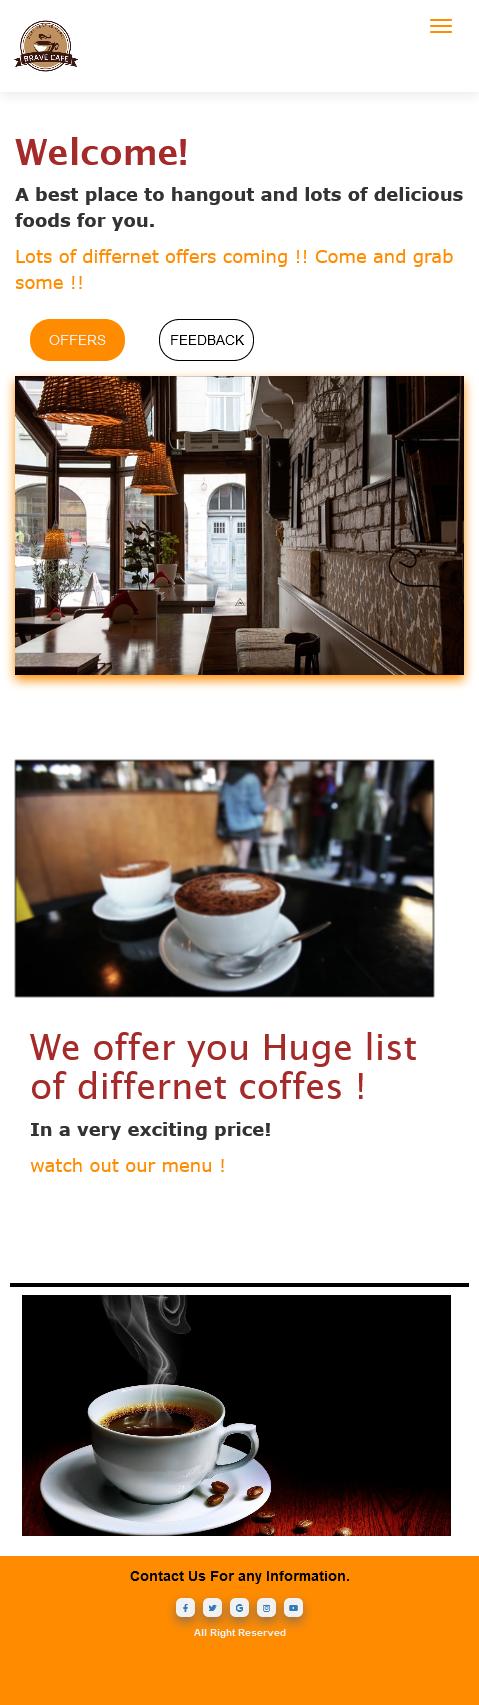 BRAVE CAFE
Welcome!
A best place to hangout and lots of delicious
foods for you.
Lots of differnet offers coming !! Come and grab
some !!
OFFERS
FEEDBACK
We offer you Huge list
of differnet coffes !
In a very exciting price!
watch out our menu !
Contact Us For any Information.
All Right Reserved